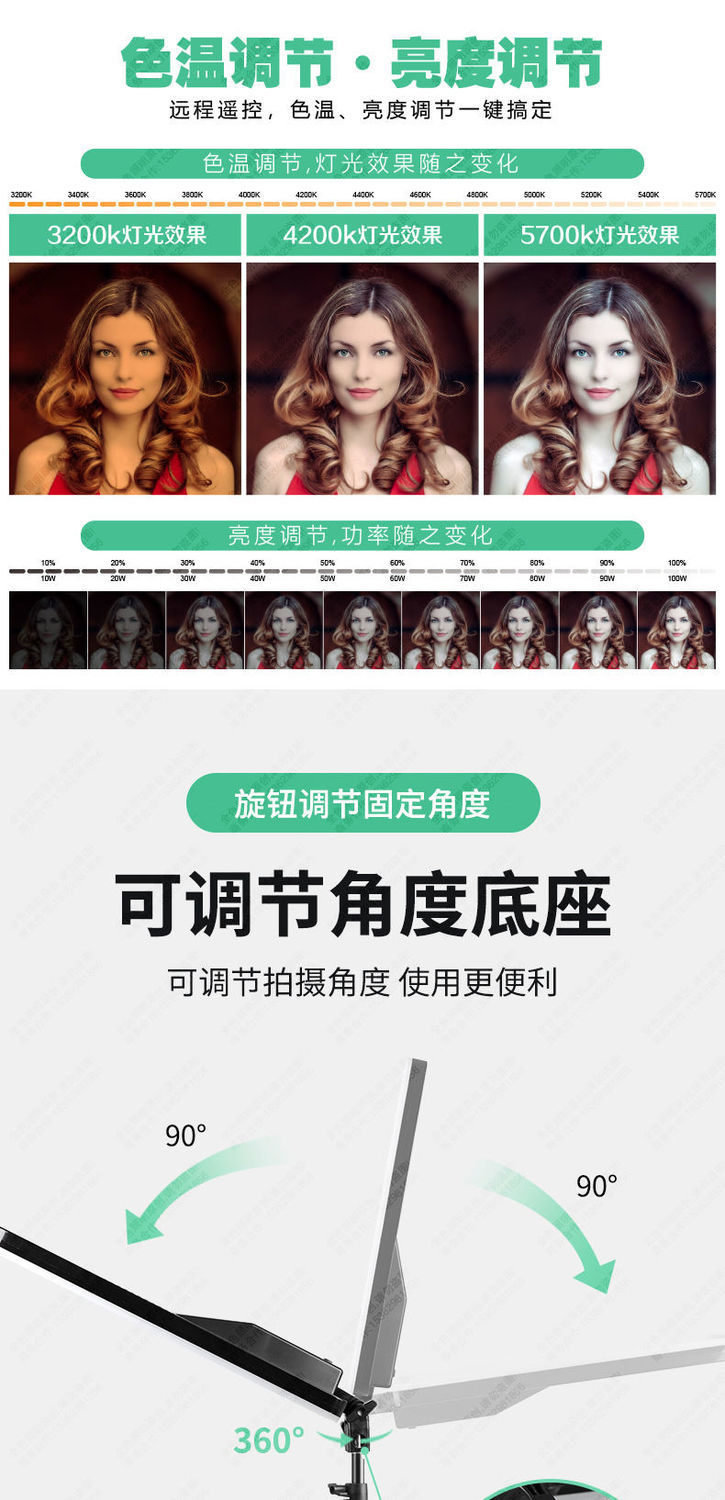 色温调节·亮度调节
远程遥控，色温、亮度调节一键搞定
色温调节,灯光效果随之变化
3200K 3400K 3600K 3800K 4000K 4200K 4400K 4600K 4800K 5000K 5200K 5400K 5700K
3200k灯光效果 4200k灯光效果 5700k灯光效果
亮度调节,功率随之变化
10% 20% 30% 40% 50% 60% 70% 80% 90% 100%
10W 20W 30W 40W 50W 60W 70W 80W 90W 100W
旋钮调节固定角度
可调节角度底座
可调节拍摄角度 使用更便利
90°
90°
360°